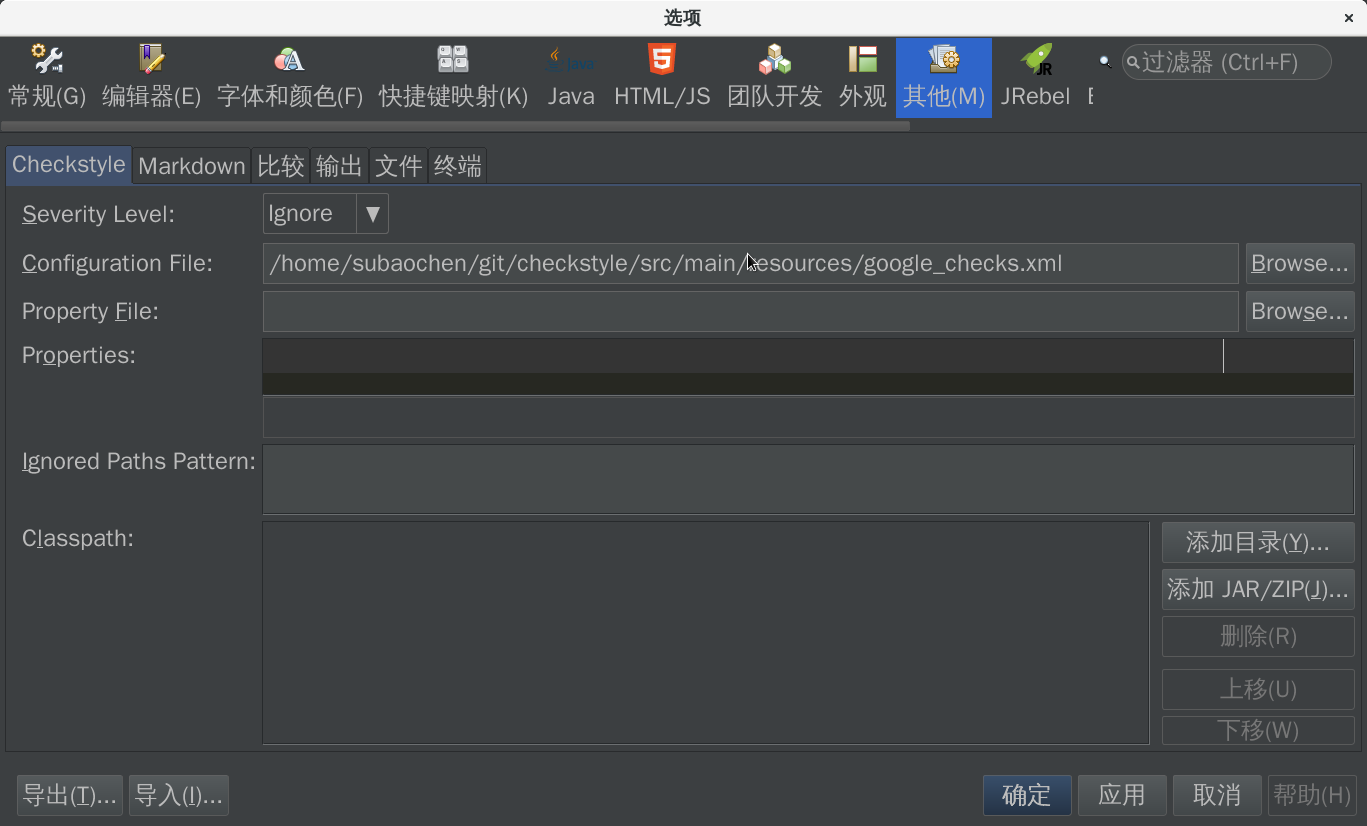 选项
常规(G) 编辑器(E) 字体和颜色(F) 快捷键映射(K) Java HTML/JS 团队开发 外观 其他(M) JRebel 过滤器 (Ctrl+F)
Checkstyle Markdown 比较 输出 文件 终端
Severity Level: Ignore
Configuration File: /home/subaochen/git/checkstyle/src/main/resources/google_checks.xml Browse...
Property File: Browse...
Properties:
Ignored Paths Pattern:
Classpath: 添加目录(Y)...
添加 JAR/ZIP(J)...
删除(R)
上移(U)
下移(W)
导出(T)... 导入(I)... 确定 应用 取消 帮助(H)